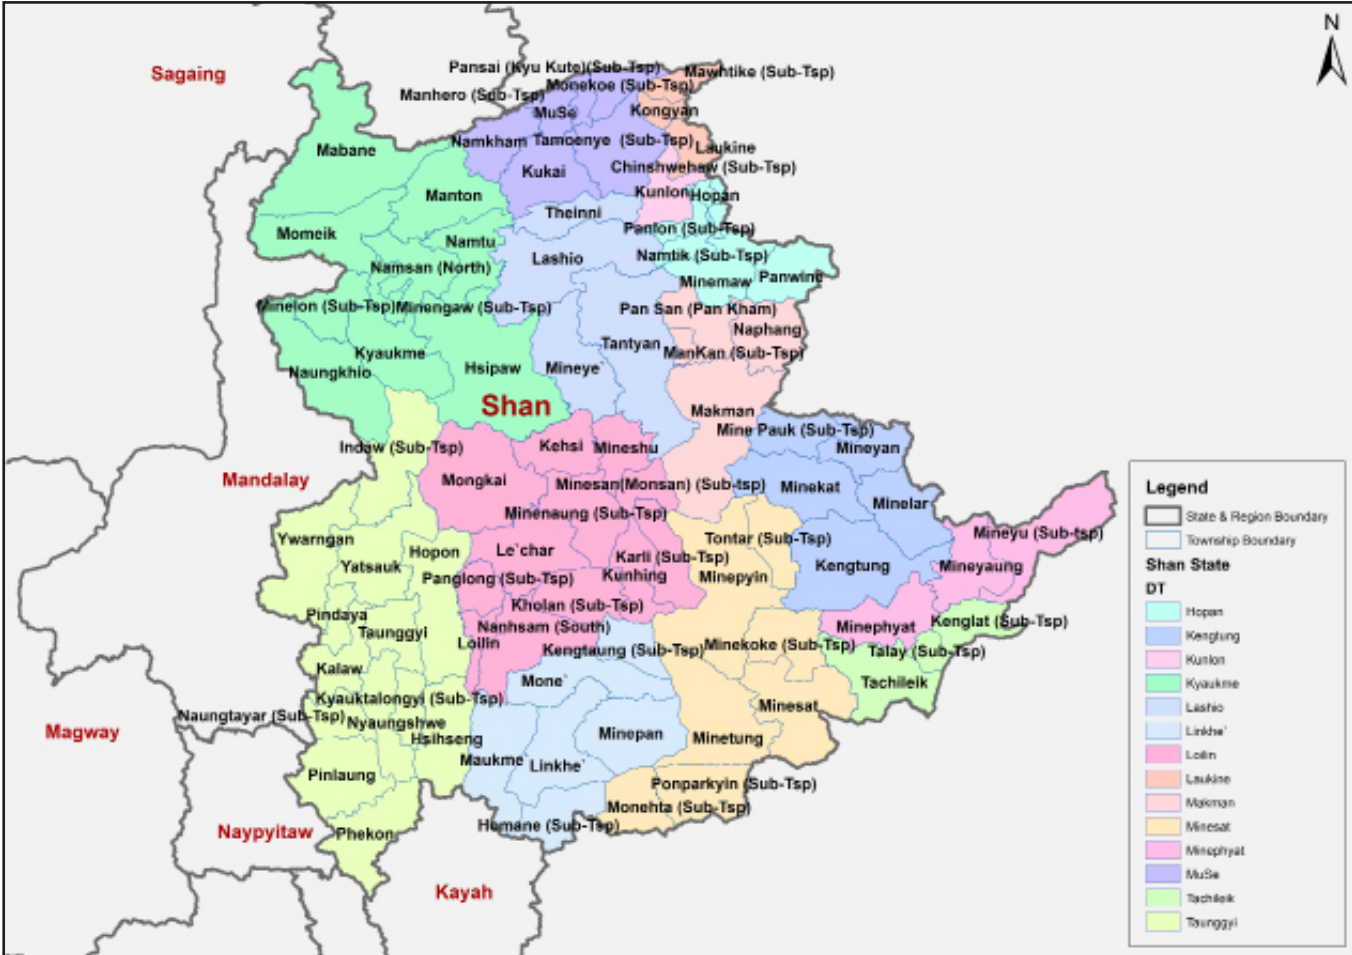 N
Sagaing
Pansai (Kyu Kute)(Sub-Tsp)
Mawhtike (Sub-Tsp)
Monekoe (Sub-Tsp)
Manhero (Sub-Tsp)
MuSe
Kongyan
Namkham
Tamoenye (Sub-Tsp)
Laukine
Mabane
Kukai
Chinshwehaw (Sub-Tsp)
Manton
Kunlon
Hopan
Theinni
Momeik
Panlon (Sub-Tsp)
Namtu
Lashio
Namtik (Sub-Tsp)
Namsan (North)
Minemaw
Panwine
Minelon (Sub-Tsp)
Minengaw (Sub-Tsp)
Pan San (Pan Kham)
Naphang
Tantyan
Kyaukme
ManKan (Sub-Tsp)
Naungkhio
Hsipaw
Mineye`
Shan
Makman
Mine Pauk (Sub-Tsp)
Indaw (Sub-Tsp)
Kehsi
Mineshu
Mineyan
Mandalay
Mongkai
Minesan(Monsan) (Sub-tsp)
Minekat
Minelar
Minenaung (Sub-Tsp)
Mineyu (Sub-tsp)
Ywarngan
Hopon
Le`char
Tontar (Sub-Tsp)
Yatsauk
Karli (Sub-Tsp)
Kengtung
Mineyaung
Panglong (Sub-Tsp)
Kunhing
Minepyin
Pindaya
Kholan (Sub-Tsp)
Taunggyi
Nanhsam (South)
Minephyat
Kenglat (Sub-Tsp)
Loilin
Kengtaung (Sub-Tsp)
Minekoke (Sub-Tsp)
Talay (Sub-Tsp)
Kalaw
Mone`
Tachileik
Kyauktalongyi (Sub-Tsp)
Naungtayar (Sub-Tsp)
Nyaungshwe
Minesat
Magway
Hsihseng
Minepan
Minetung
Maukme`
Linkhe`
Pinlaung
Ponparkyin (Sub-Tsp)
Monehta (Sub-Tsp)
Naypyitaw
Phekon
Homane (Sub-Tsp)
Kayah
Legend
State & Region Boundary
Township Boundary
Shan State
DT
Hopan
Kengtung
Kunlon
Kyaukme
Lashio
Linkhe`
Loilin
Laukine
Makman
Minesat
Minephyat
MuSe
Tachileik
Taunggyi